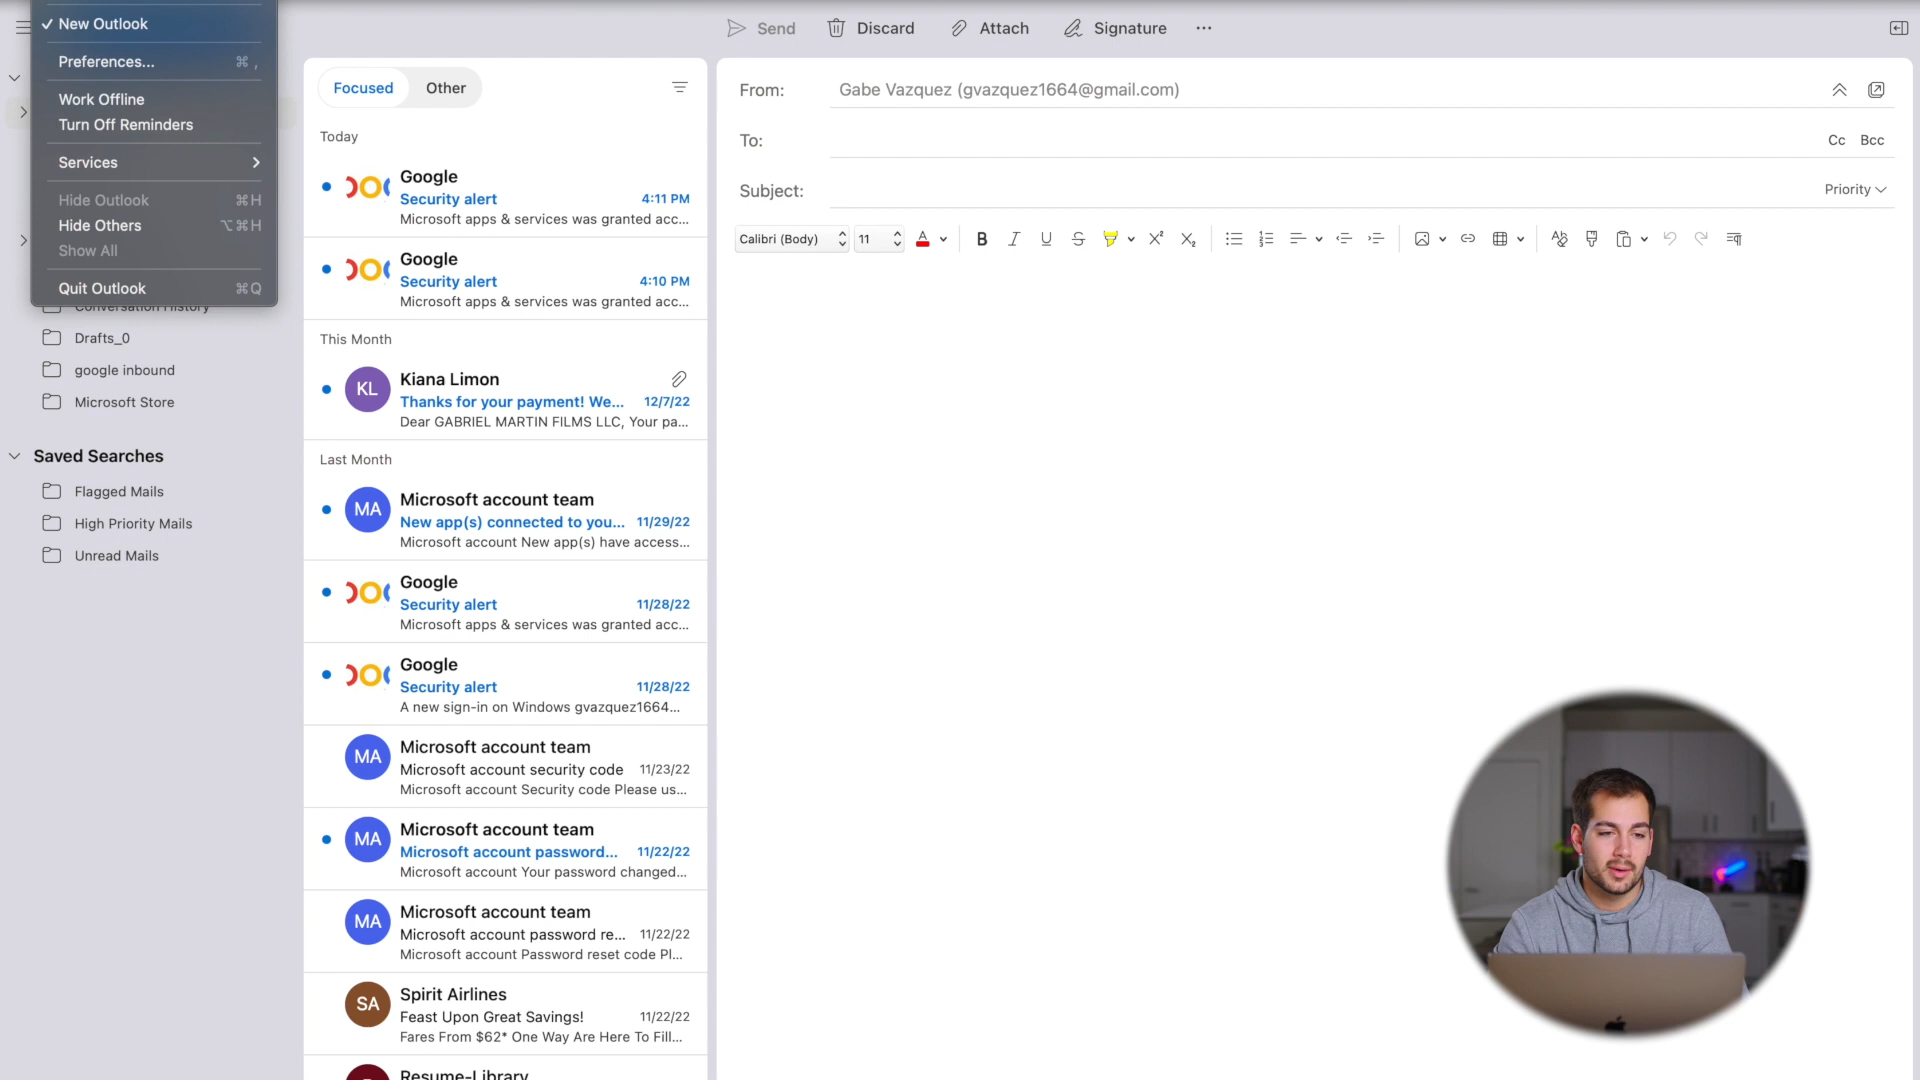 ✓ New Outlook
Preferences... ⌘ ,
Work Offline
Turn Off Reminders
Services
Hide Outlook ⌘H
Hide Others ⌥⌘H
Show All
Quit Outlook ⌘Q
Conversation History
Drafts_0
google inbound
Microsoft Store
Saved Searches
Flagged Mails
High Priority Mails
Unread Mails
Send Discard Attach Signature ...
Focused Other
Today
Google
Security alert 4:11 PM
Microsoft apps & services was granted acc...
Google
Security alert 4:10 PM
Microsoft apps & services was granted acc...
This Month
KL Kiana Limon
Thanks for your payment! We... 12/7/22
Dear GABRIEL MARTIN FILMS LLC, Your pa...
Last Month
MA Microsoft account team
New app(s) connected to you... 11/29/22
Microsoft account New app(s) have access...
Google
Security alert 11/28/22
Microsoft apps & services was granted acc...
Google
Security alert 11/28/22
A new sign-in on Windows gvazquez1664...
MA Microsoft account team
Microsoft account security code 11/23/22
Microsoft account Security code Please us...
MA Microsoft account team
Microsoft account password... 11/22/22
Microsoft account Your password changed...
MA Microsoft account team
Microsoft account password re... 11/22/22
Microsoft account Password reset code Pl...
SA Spirit Airlines
Feast Upon Great Savings! 11/22/22
Fares From $62* One Way Are Here To Fill...
Resume-Library
From: Gabe Vazquez (gvazquez1664@gmail.com)
To: Cc Bcc
Subject: Priority
Calibri (Body) 11 A B I U S X² X₂